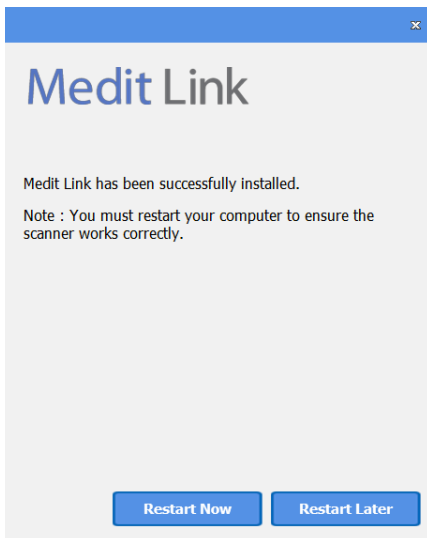 Medit Link
Medit Link has been successfully installed.
Note : You must restart your computer to ensure the
scanner works correctly.
Restart Now
Restart Later